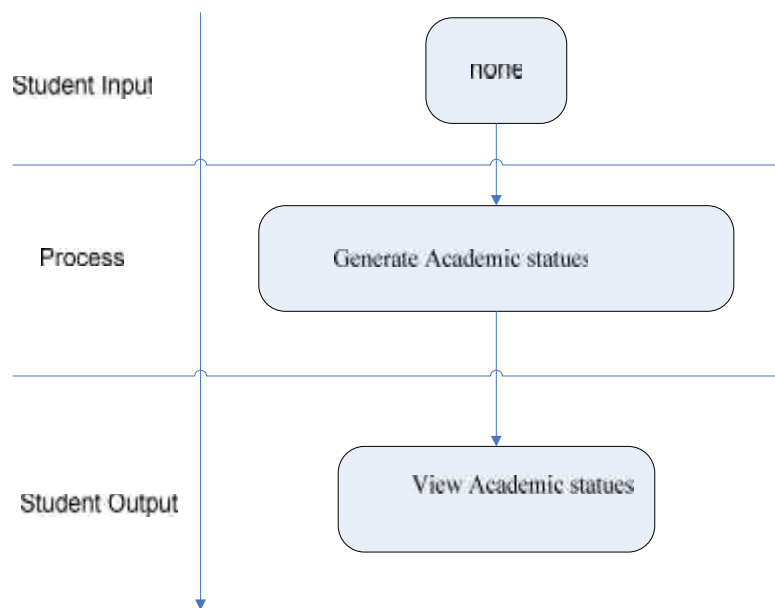 Student Input
none
Process
Generate Academic statues
Student Output
View Academic statues